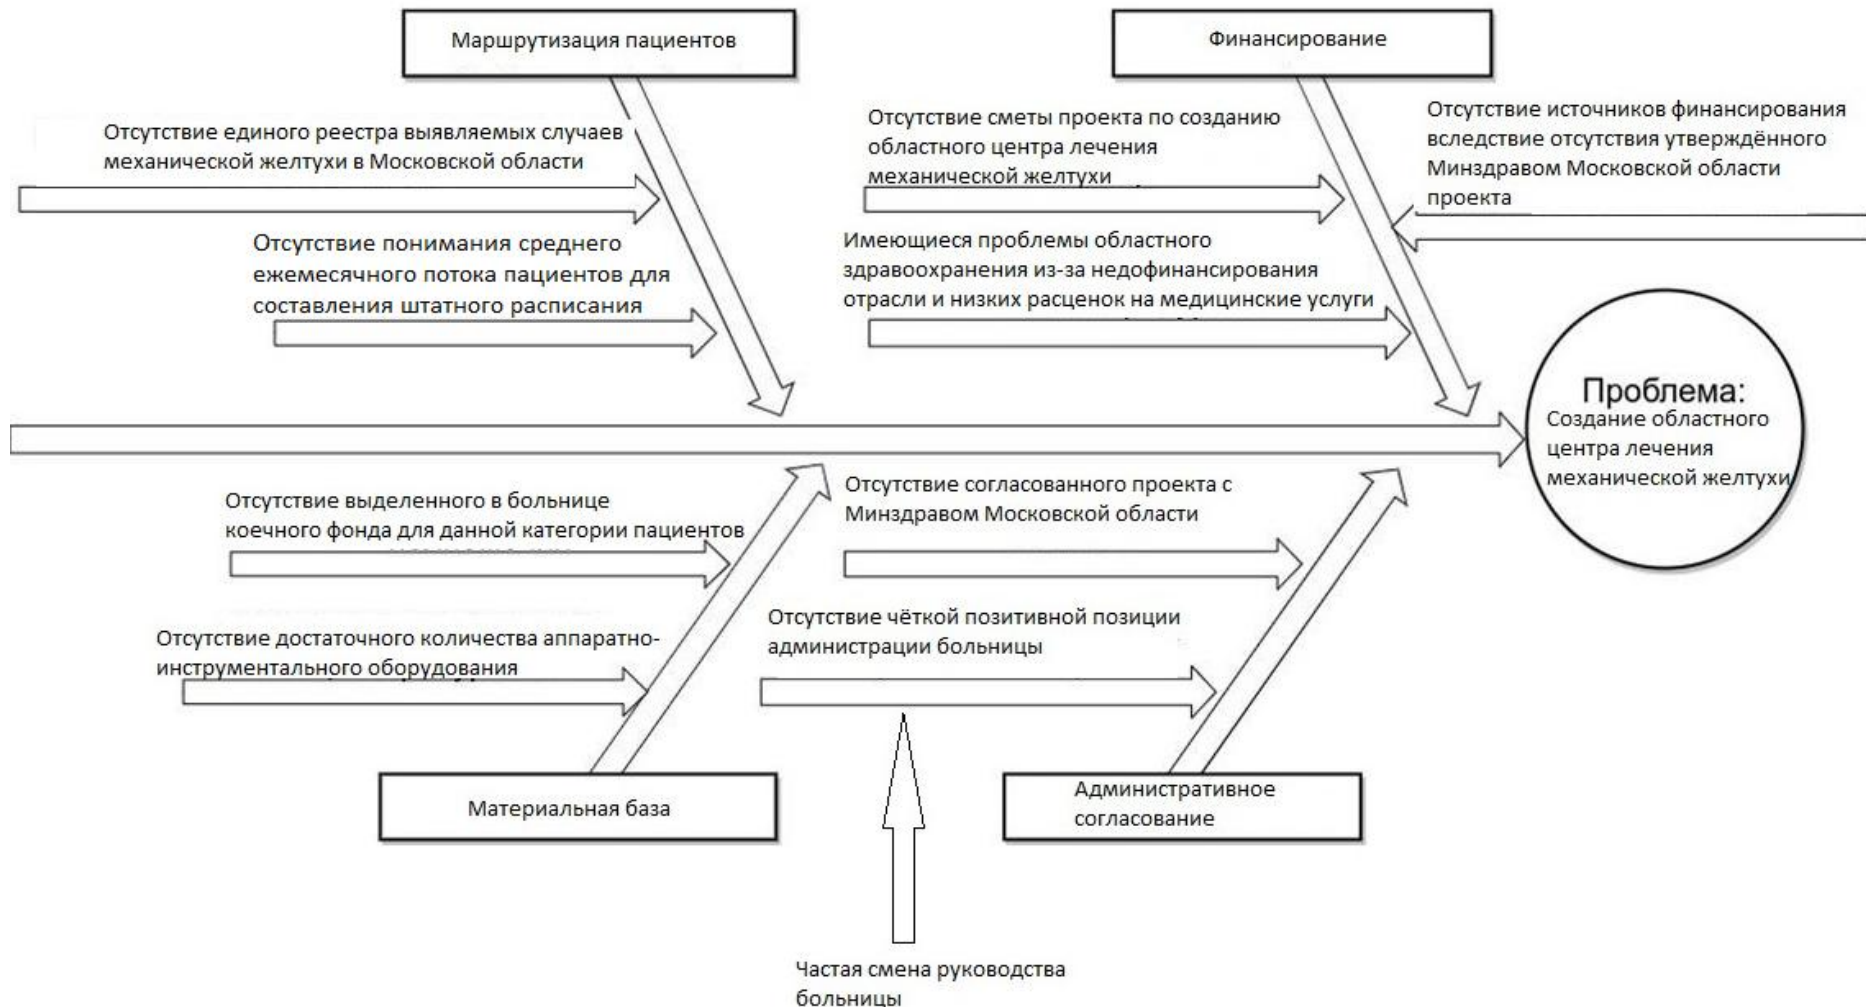 Маршрутизация пациентов
Финансирование
Отсутствие единого реестра выявляемых случаев
механической желтухи в Московской области
Отсутствие понимания среднего
ежемесячного потока пациентов для
составления штатного расписания
Отсутствие сметы проекта по созданию
областного центра лечения
механической желтухи
Имеющиеся проблемы областного
здравоохранения из-за недофинансирования
отрасли и низких расценок на медицинские услуги
Отсутствие источников финансирования
вследствие отсутствия утверждённого
Минздравом Московской области
проекта
Проблема:
Создание областного
центра лечения
механической желтухи
Отсутствие выделенного в больнице
коечного фонда для данной категории пациентов
Отсутствие достаточного количества аппаратно-
инструментального оборудования
Отсутствие согласованного проекта с
Минздравом Московской области
Отсутствие чёткой позитивной позиции
администрации больницы
Материальная база
Административное
согласование
Частая смена руководства
больницы